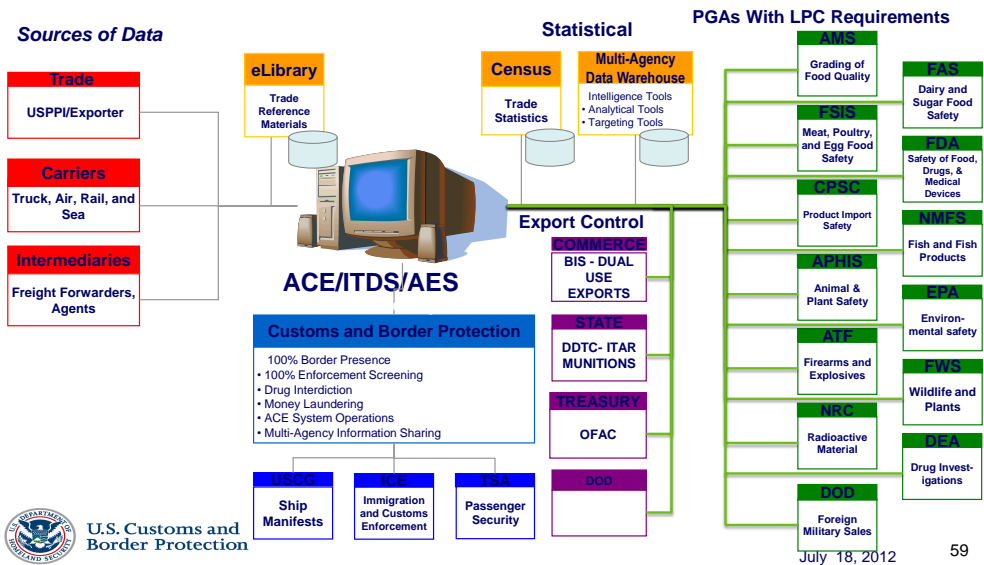 Sources of Data
Trade
USPPI/Exporter
Carriers
Truck, Air, Rail, and
Sea
Intermediaries
Freight Forwarders,
Agents
eLibrary
Trade
Reference
Materials
Statistical
Census
Trade
Statistics
Multi-Agency
Data Warehouse
Intelligence Tools
• Analytical Tools
• Targeting Tools
ACE/ITDS/AES
Customs and Border Protection
100% Border Presence
• 100% Enforcement Screening
• Drug Interdiction
• Money Laundering
• ACE System Operations
• Multi-Agency Information Sharing
USCG
Ship
Manifests
ICE
Immigration
and Customs
Enforcement
TSA
Passenger
Security
Export Control
COMMERCE
BIS - DUAL
USE
EXPORTS
STATE
DDTC- ITAR
MUNITIONS
TREASURY
OFAC
DOD
PGAs With LPC Requirements
AMS
Grading of
Food Quality
FAS
Dairy and
Sugar Food
Safety
FSIS
Meat, Poultry,
and Egg Food
Safety
FDA
Safety of Food,
Drugs, &
Medical
Devices
CPSC
Product Import
Safety
NMFS
Fish and Fish
Products
APHIS
Animal &
Plant Safety
EPA
Environ-
mental safety
ATF
Firearms and
Explosives
FWS
Wildlife and
Plants
NRC
Radioactive
Material
DEA
Drug Invest-
igations
DOD
Foreign
Military Sales
U.S. DEPARTMENT OF
HOMELAND SECURITY
U.S. Customs and
Border Protection
July 18, 2012
59